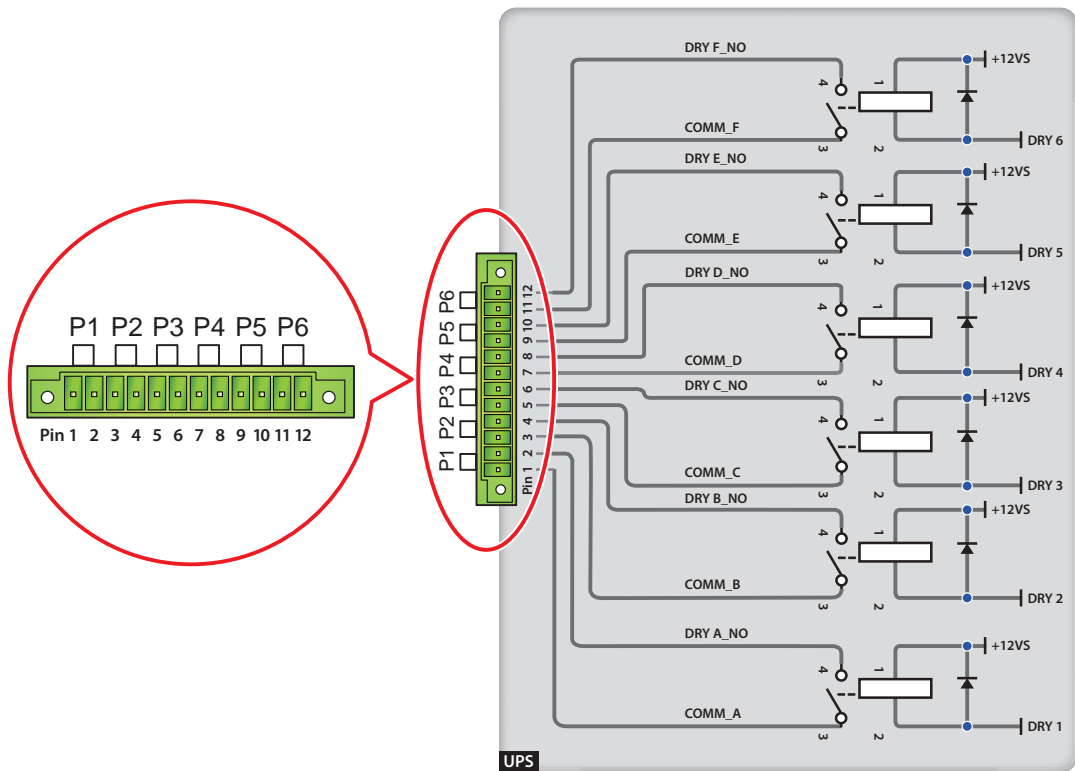 P1 P2 P3 P4 P5 P6
Pin 1 2 3 4 5 6 7 8 9 10 11 12
P1 P2 P3 P4 P5 P6
Pin 1 2 3 4 5 6 7 8 9 10 11 12
DRY F_NO
4 1 +12VS
COMM_F
3 2 DRY 6
DRY E_NO
4 1 +12VS
COMM_E
3 2 DRY 5
DRY D_NO
4 1 +12VS
COMM_D
3 2 DRY 4
DRY C_NO
4 1 +12VS
COMM_C
3 2 DRY 3
DRY B_NO
4 1 +12VS
COMM_B
3 2 DRY 2
DRY A_NO
4 1 +12VS
COMM_A
3 2 DRY 1
UPS